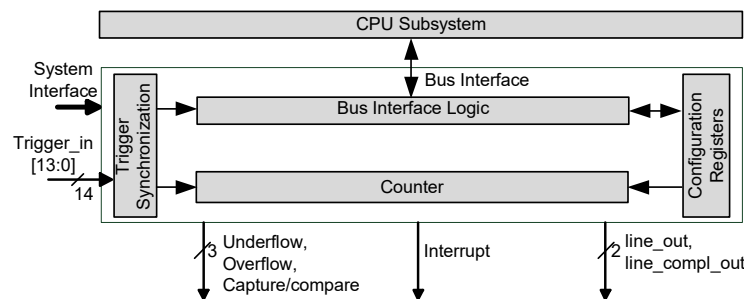 CPU Subsystem
System
Interface
Bus Interface
Bus Interface Logic
Trigger
Synchronization
Configuration
Registers
Trigger_in
[13:0]
14
Counter
3
Underflow,
Overflow,
Capture/compare
Interrupt
2
line_out,
line_compl_out